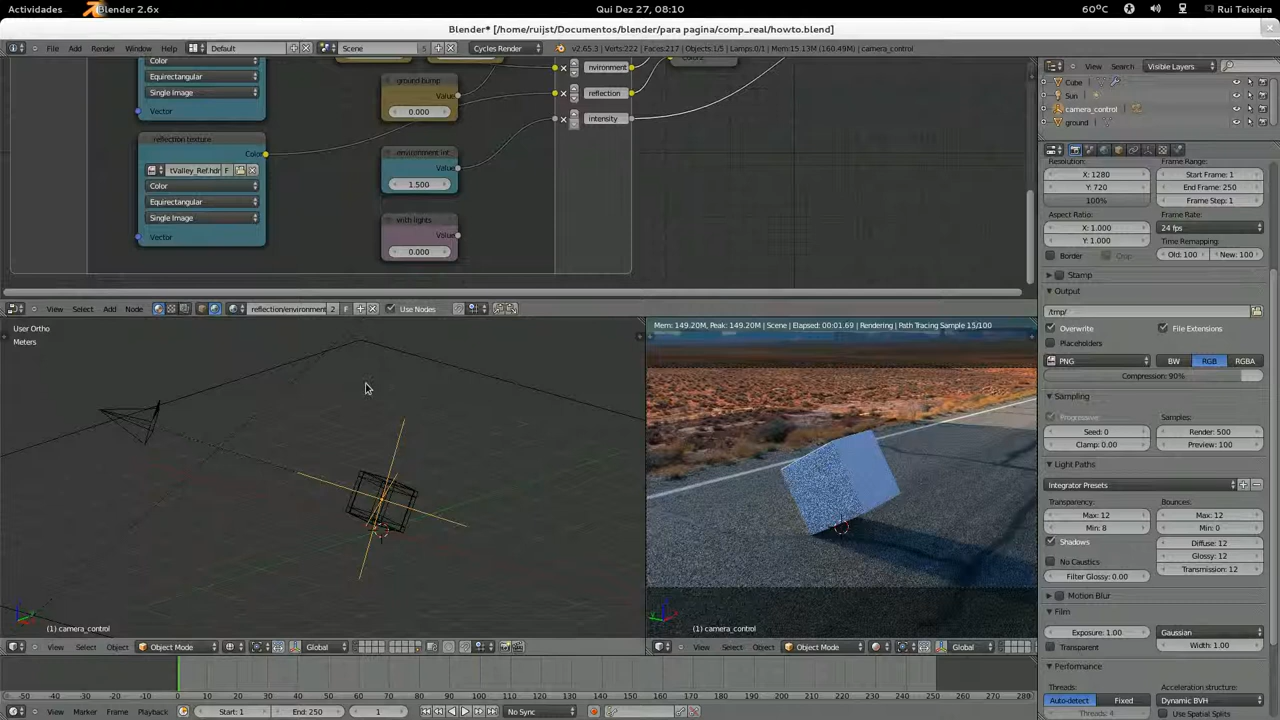 Actividades Blender 2.6x Qui Dez 27, 08:10 60°C Rui Teixeira
Blender* [/home/ruijst/Documentos/blender/para pagina/comp_real/howto.blend]
File Add Render Window Help Default Scene 5 F Cycles Render v2.65.3 | Verts:222 | Faces:217 | Objects:1/5 | Lamps:0/1 | Mem:15.13M (160.49M) | camera_control
Color
Equirectangular
Single Image
Vector
reflection texture
Color
tValley_Ref.hdr F
Color
Equirectangular
Single Image
Vector
ground bump
Value
0.000
environment int
Value
1.500
with lights
Value
0.000
nvironment
reflection
intensity
View Select Add Node reflection/environment 2 F Use Nodes
User Ortho
Meters
(1) camera_control
View Select Object Object Mode Global
Mem: 149.20M, Peak: 149.20M | Scene | Elapsed: 00:01.69 | Rendering | Path Tracing Sample 15/100
(1) camera_control
View Select Object Object Mode Global
View Search Visible Layers
Cube
Sun
camera_control
ground
Resolution: Frame Range:
X: 1280 Start Frame: 1
Y: 720 End Frame: 250
100% Frame Step: 1
Aspect Ratio: Frame Rate:
X: 1.000 24 fps
Y: 1.000 Time Remapping:
Border Crop Old: 100 New: 100
Stamp
Output
/tmp/
Overwrite File Extensions
Placeholders
PNG BW RGB RGBA
Compression: 90%
Sampling
Progressive Samples:
Seed: 0 Render: 500
Clamp: 0.00 Preview: 100
Light Paths
Integrator Presets
Transparency: Bounces:
Max: 12 Max: 12
Min: 8 Min: 0
Shadows Diffuse: 12
Glossy: 12
No Caustics Transmission: 12
Filter Glossy: 0.00
Motion Blur
Film
Exposure: 1.00 Gaussian
Transparent Width: 1.00
Performance
Threads: Acceleration structure:
Auto-detect Fixed Dynamic BVH
Threads: 4 Use Spatial Splits
-50 -40 -30 -20 -10 0 10 20 30 40 50 60 70 80 90 100 110 120 130 140 150 160 170 180 190 200 210 220 230 240 250 260 270 280
View Marker Frame Playback Start: 1 End: 250 1 No Sync